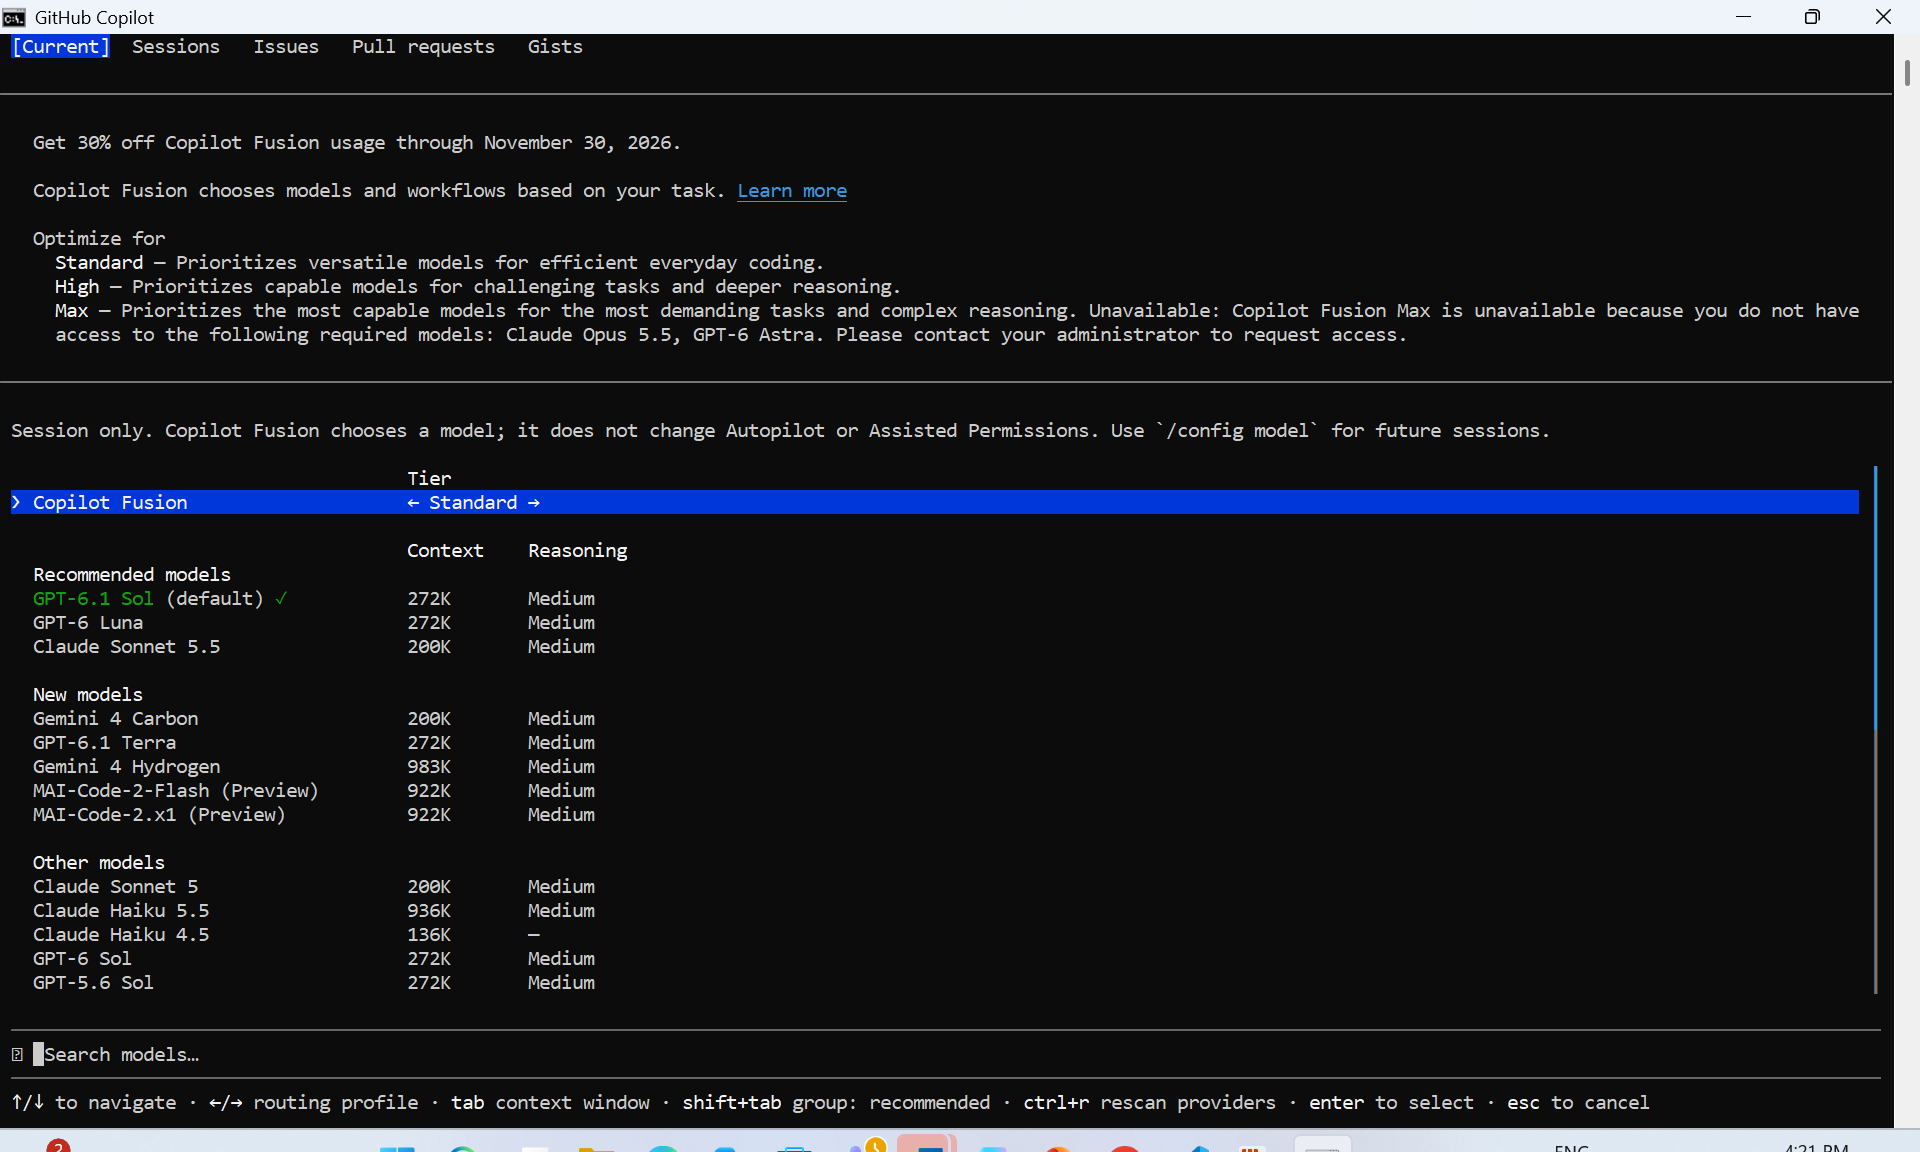 GitHub Copilot
[Current]  Sessions  Issues  Pull requests  Gists
Get 30% off Copilot Fusion usage through November 30, 2026.
Copilot Fusion chooses models and workflows based on your task. Learn more
Optimize for
Standard — Prioritizes versatile models for efficient everyday coding.
High — Prioritizes capable models for challenging tasks and deeper reasoning.
Max — Prioritizes the most capable models for the most demanding tasks and complex reasoning. Unavailable: Copilot Fusion Max is unavailable because you do not have
access to the following required models: Claude Opus 5.5, GPT-6 Astra. Please contact your administrator to request access.
Session only. Copilot Fusion chooses a model; it does not change Autopilot or Assisted Permissions. Use `/config model` for future sessions.
Tier
❯ Copilot Fusion  ← Standard →
Context  Reasoning
Recommended models
GPT-6.1 Sol (default) ✓  272K  Medium
GPT-6 Luna  272K  Medium
Claude Sonnet 5.5  200K  Medium
New models
Gemini 4 Carbon  200K  Medium
GPT-6.1 Terra  272K  Medium
Gemini 4 Hydrogen  983K  Medium
MAI-Code-2-Flash (Preview)  922K  Medium
MAI-Code-2.x1 (Preview)  922K  Medium
Other models
Claude Sonnet 5  200K  Medium
Claude Haiku 5.5  936K  Medium
Claude Haiku 4.5  136K  —
GPT-6 Sol  272K  Medium
GPT-5.6 Sol  272K  Medium
Search models…
↑/↓ to navigate · ←/→ routing profile · tab context window · shift+tab group: recommended · ctrl+r rescan providers · enter to select · esc to cancel
2  ENG  4:21 PM